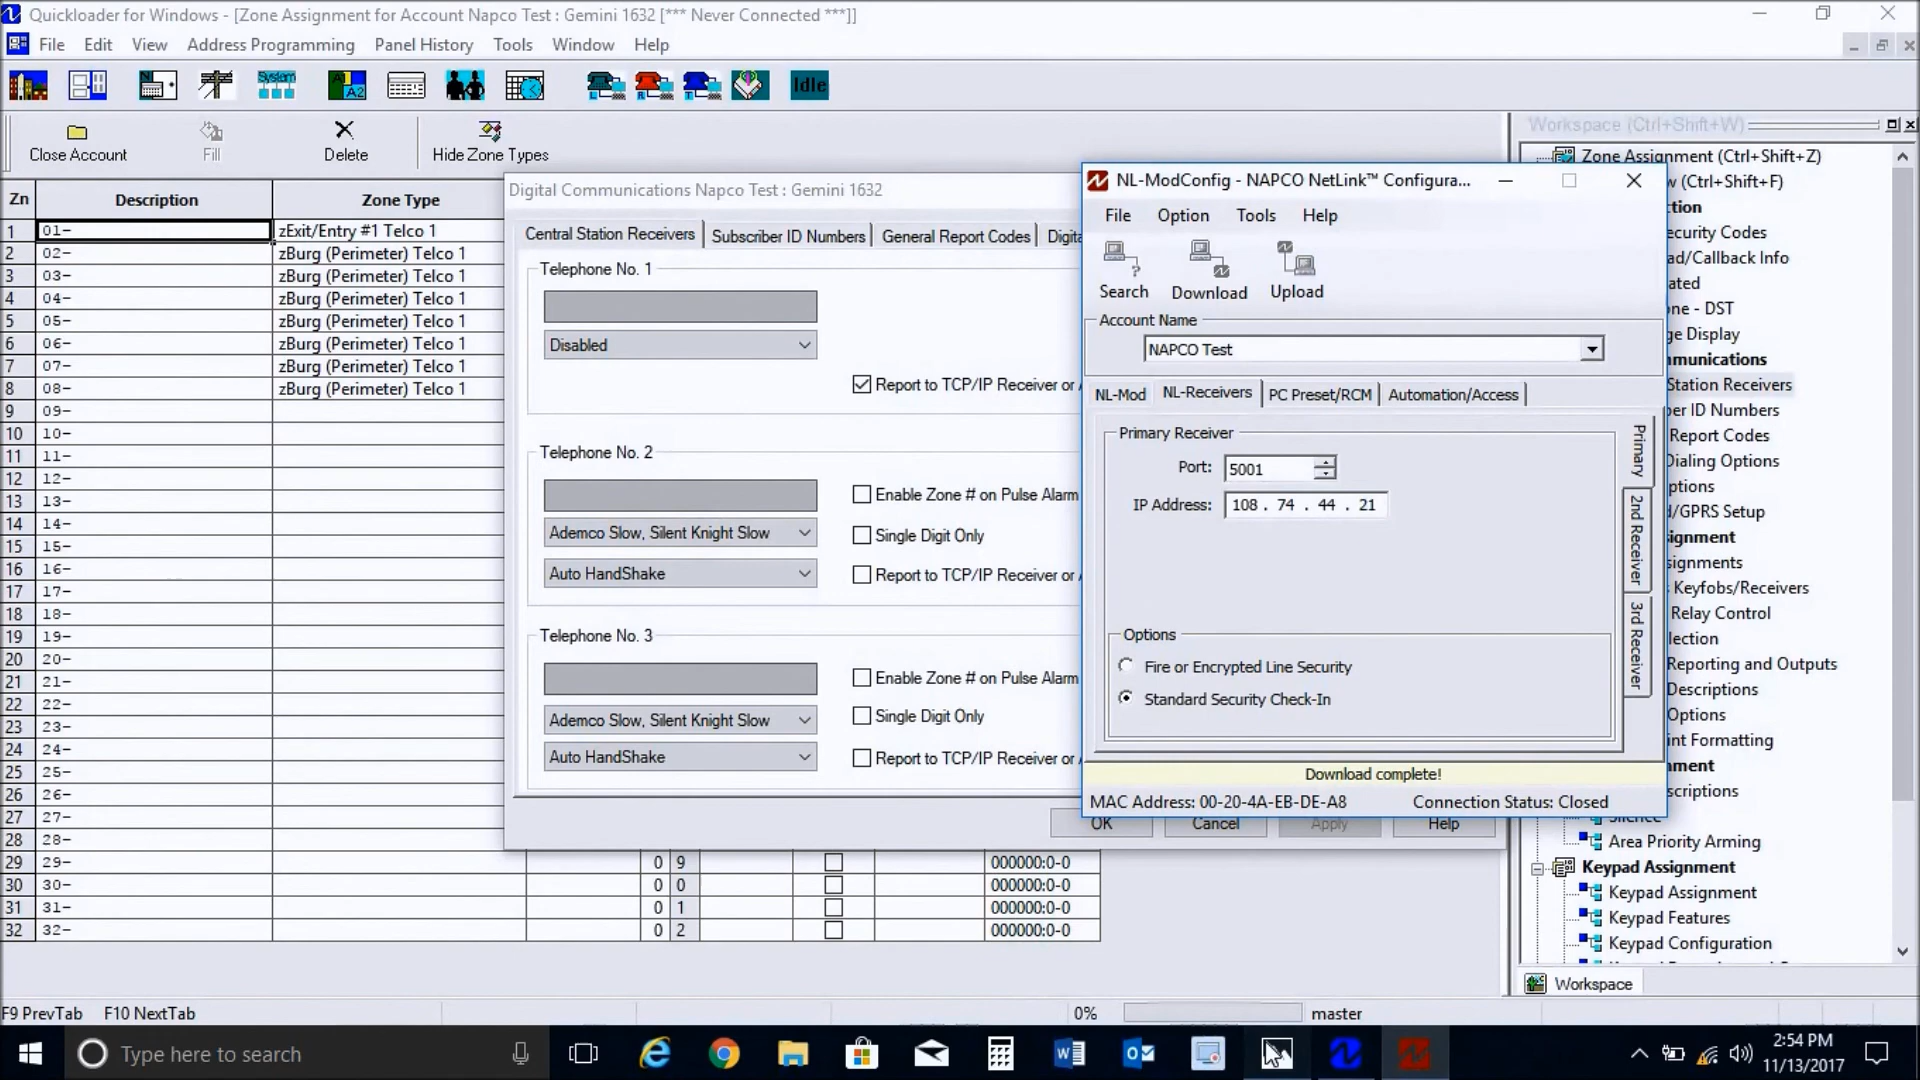 Quickloader for Windows - [Zone Assignment for Account Napco Test : Gemini 1632 [*** Never Connected ***]]
File Edit View Address Programming Panel History Tools Window Help
System
A1 A2
Idle
Close Account Fill Delete Hide Zone Types
Workspace (Ctrl+Shift+W)
Zn Description Zone Type
1 01- zExit/Entry #1 Telco 1
2 02- zBurg (Perimeter) Telco 1
3 03- zBurg (Perimeter) Telco 1
4 04- zBurg (Perimeter) Telco 1
5 05- zBurg (Perimeter) Telco 1
6 06- zBurg (Perimeter) Telco 1
7 07- zBurg (Perimeter) Telco 1
8 08- zBurg (Perimeter) Telco 1
9 09-
10 10-
11 11-
12 12-
13 13-
14 14-
15 15-
16 16-
17 17-
18 18-
19 19-
20 20-
21 21-
22 22-
23 23-
24 24-
25 25-
26 26-
27 27-
28 28-
29 29- 0 9 000000:0-0
30 30- 0 0 000000:0-0
31 31- 0 1 000000:0-0
32 32- 0 2 000000:0-0
Digital Communications Napco Test : Gemini 1632
Central Station Receivers Subscriber ID Numbers General Report Codes Digita
Telephone No. 1
Disabled
Report to TCP/IP Receiver or
Telephone No. 2
Enable Zone # on Pulse Alarm
Ademco Slow, Silent Knight Slow
Single Digit Only
Auto HandShake
Report to TCP/IP Receiver or
Telephone No. 3
Enable Zone # on Pulse Alarm
Ademco Slow, Silent Knight Slow
Single Digit Only
Auto HandShake
Report to TCP/IP Receiver or
OK Cancel Apply Help
NL-ModConfig - NAPCO NetLink™ Configura...
File Option Tools Help
Search Download Upload
Account Name
NAPCO Test
NL-Mod NL-Receivers PC Preset/RCM Automation/Access
Primary Receiver
Port: 5001
IP Address: 108 . 74 . 44 . 21
Primary
2nd Receiver
3rd Receiver
Options
Fire or Encrypted Line Security
Standard Security Check-In
Download complete!
MAC Address: 00-20-4A-EB-DE-A8 Connection Status: Closed
Zone Assignment (Ctrl+Shift+Z)
w (Ctrl+Shift+F)
tion
ecurity Codes
ad/Callback Info
ated
one - DST
ge Display
mmunications
Station Receivers
er ID Numbers
Report Codes
Dialing Options
ptions
d/GPRS Setup
signment
ssignments
s Keyfobs/Receivers
Relay Control
lection
Reporting and Outputs
Descriptions
Options
int Formatting
nment
scriptions
Silence
Area Priority Arming
Keypad Assignment
Keypad Assignment
Keypad Features
Keypad Configuration
Workspace
F9 PrevTab F10 NextTab 0% master
Type here to search
2:54 PM
11/13/2017